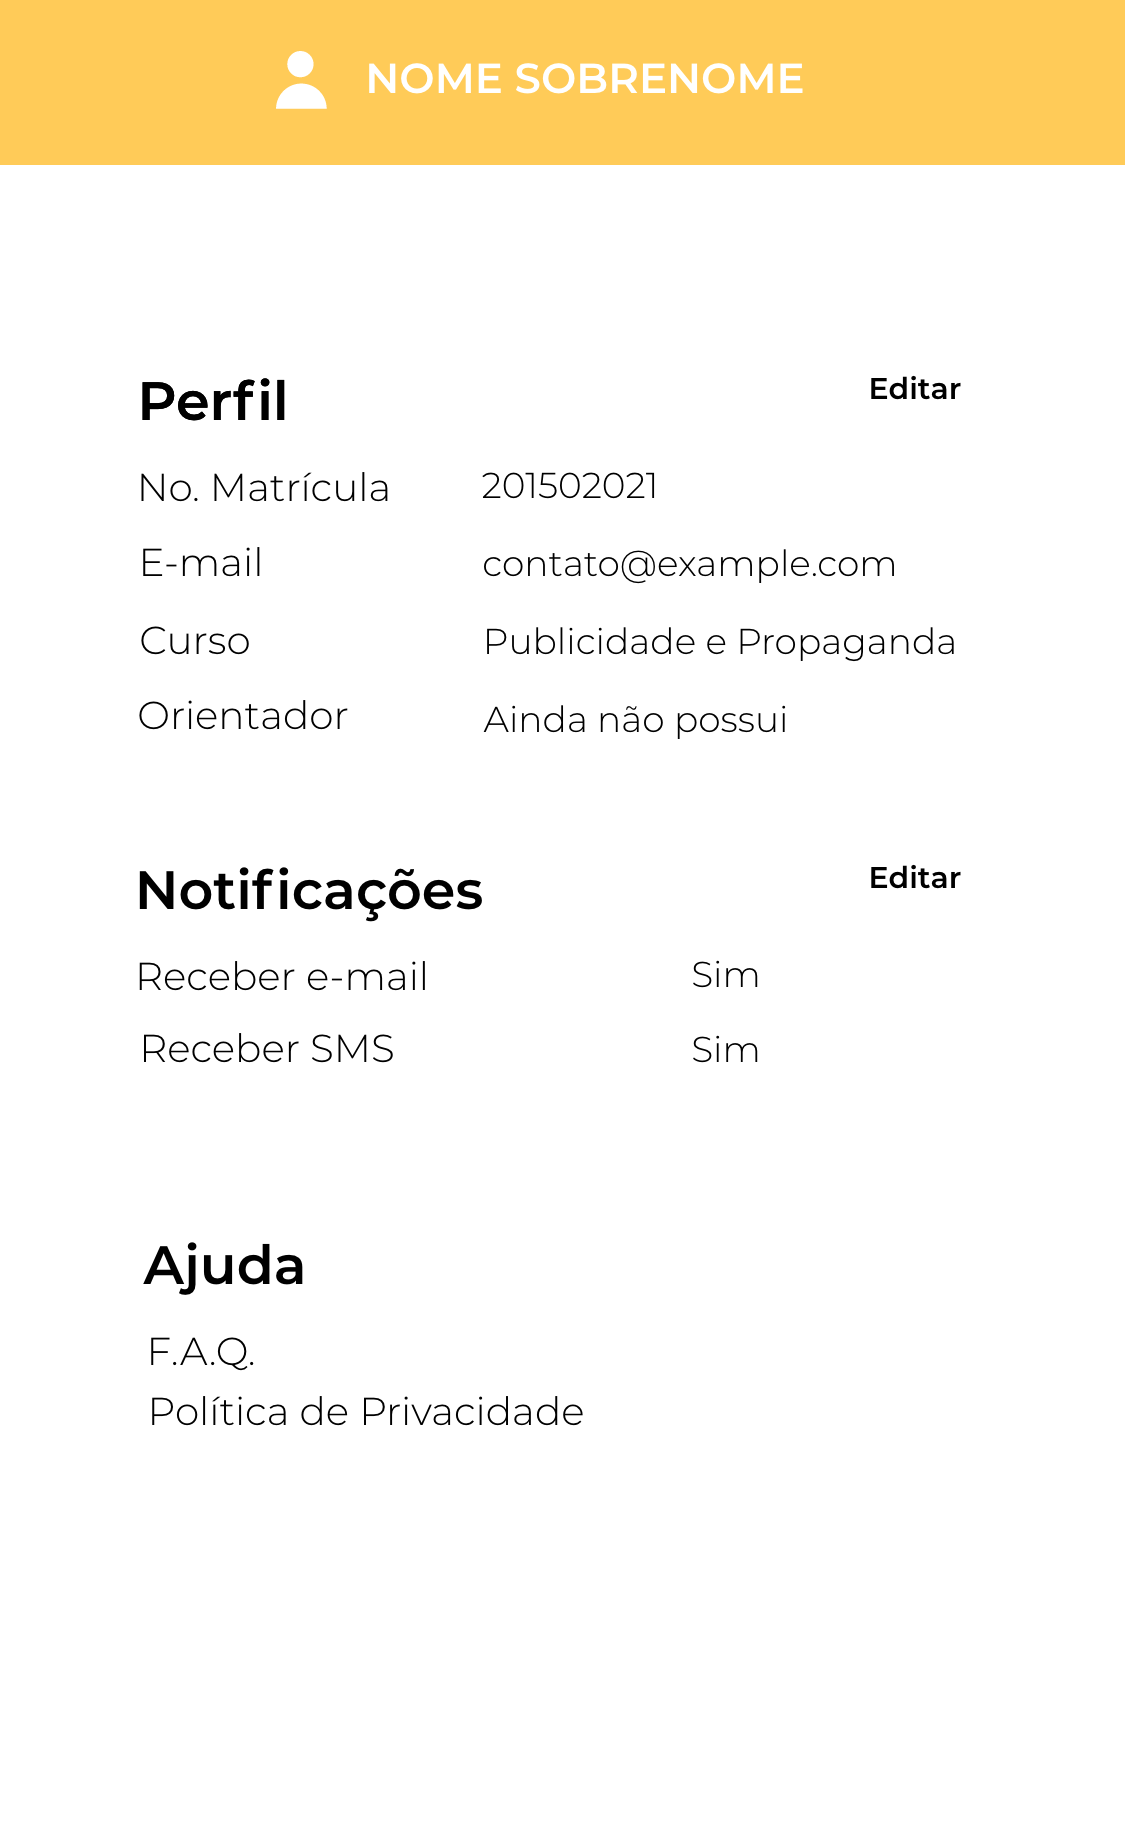 NOME SOBRENOME
Perfil Editar
No. Matrícula 201502021
E-mail contato@example.com
Curso Publicidade e Propaganda
Orientador Ainda não possui
Notificações Editar
Receber e-mail Sim
Receber SMS Sim
Ajuda
F.A.Q.
Política de Privacidade